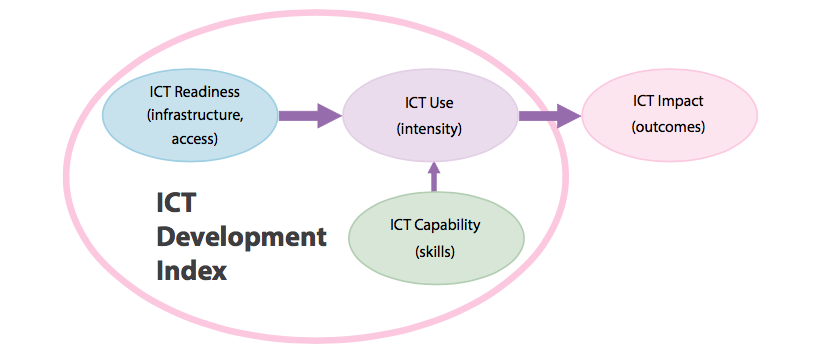 ICT Readiness
(infrastructure,
access)
ICT Use
(intensity)
ICT Impact
(outcomes)
ICT Capability
(skills)
ICT
Development
Index